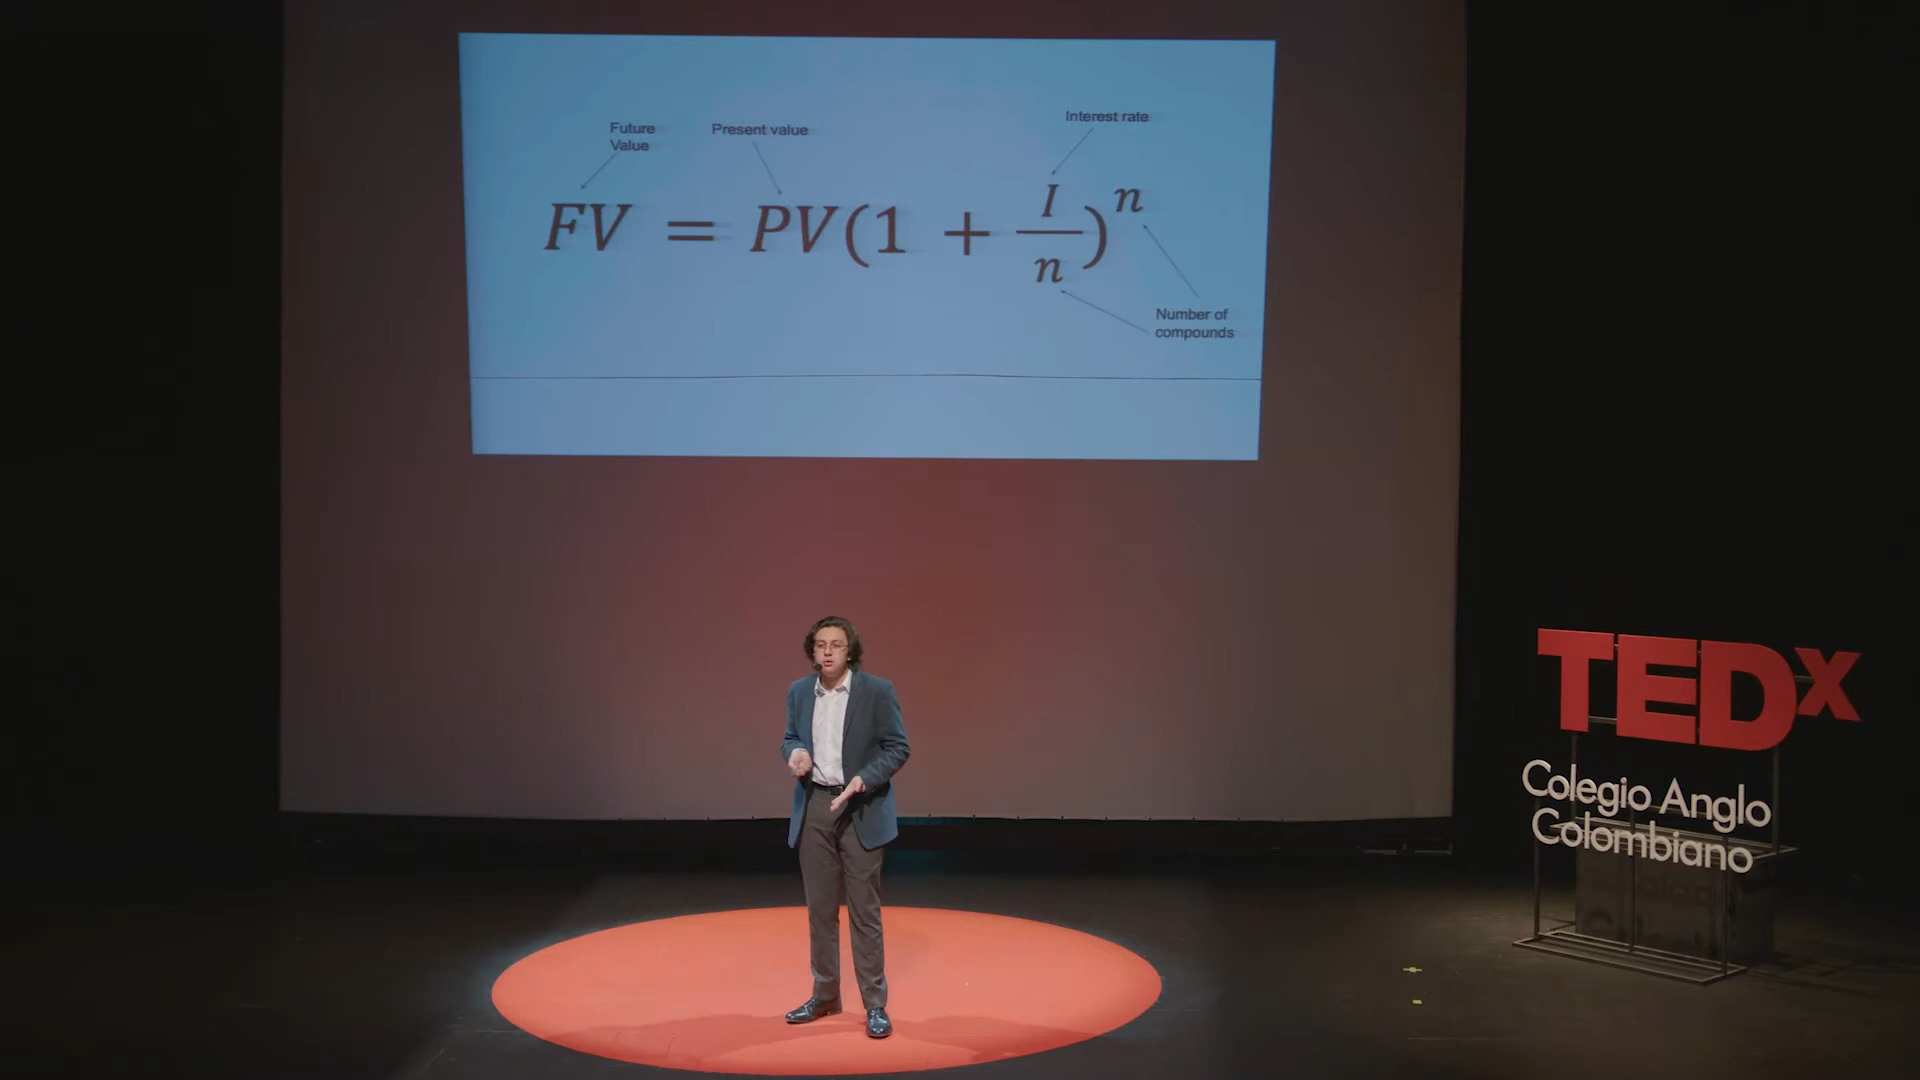 Future
Value
Present value
Interest rate
FV = PV(1 + I/n)^n
Number of
compounds
TEDx
Colegio Anglo
Colombiano